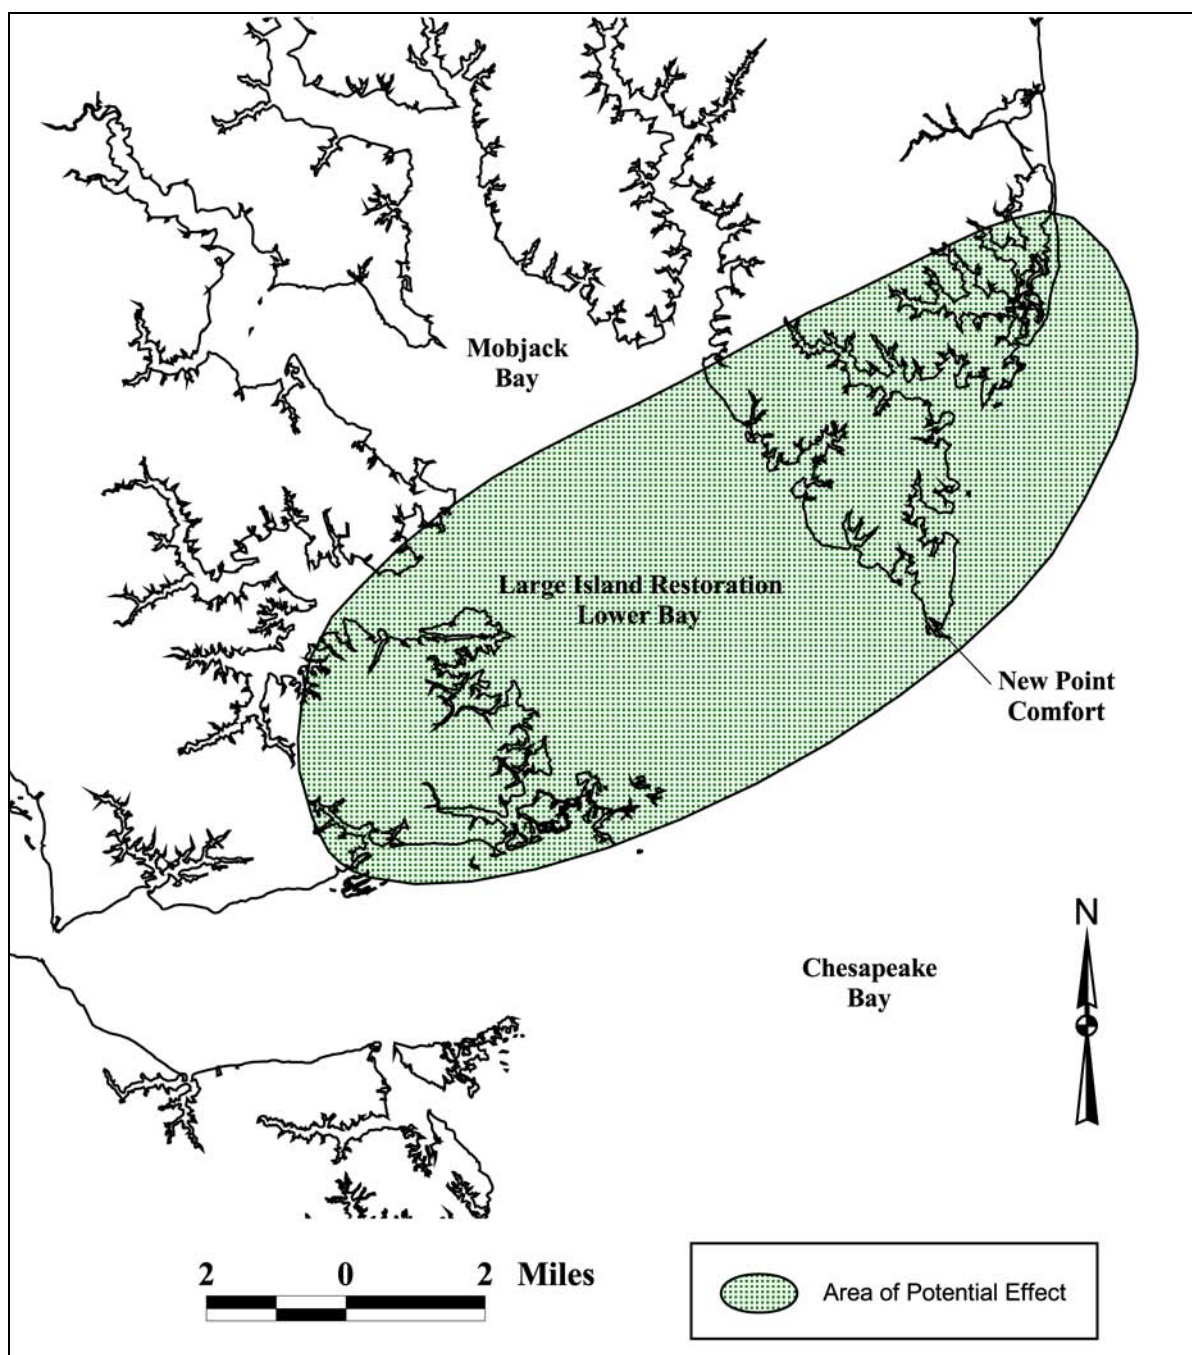 Mobjack
Bay
Large Island Restoration
Lower Bay
New Point
Comfort
N
Chesapeake
Bay
2 0 2 Miles
Area of Potential Effect